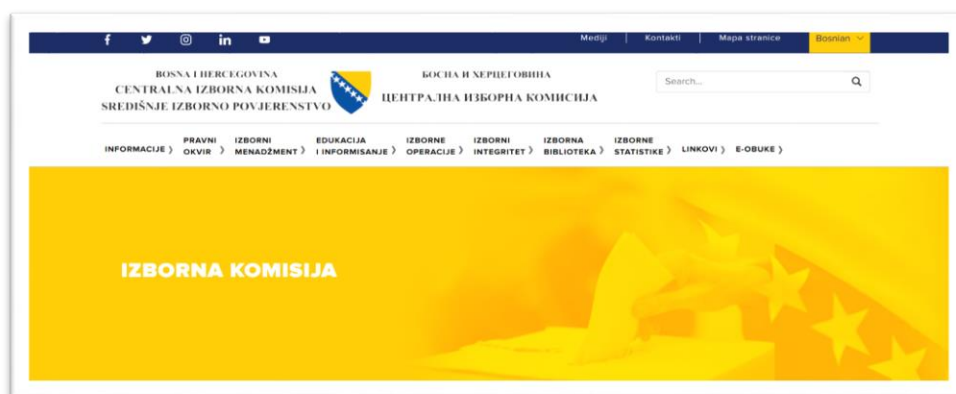 Mediji | Kontakti | Mapa stranice Bosnian
BOSNA I HERCEGOVINA
CENTRALNA IZBORNA KOMISIJA
SREDIŠNJE IZBORNO POVJERENSTVO
БОСНА И ХЕРЦЕГОВИНА
ЦЕНТРАЛНА ИЗБОРНА КОМИСИЈА
Search...
INFORMACIJE
PRAVNI
OKVIR
IZBORNI
MENADŽMENT
EDUKACIJA
I INFORMISANJE
IZBORNE
OPERACIJE
IZBORNI
INTEGRITET
IZBORNA
BIBLIOTEKA
IZBORNE
STATISTIKE
LINKOVI
E-OBUKE
IZBORNA KOMISIJA